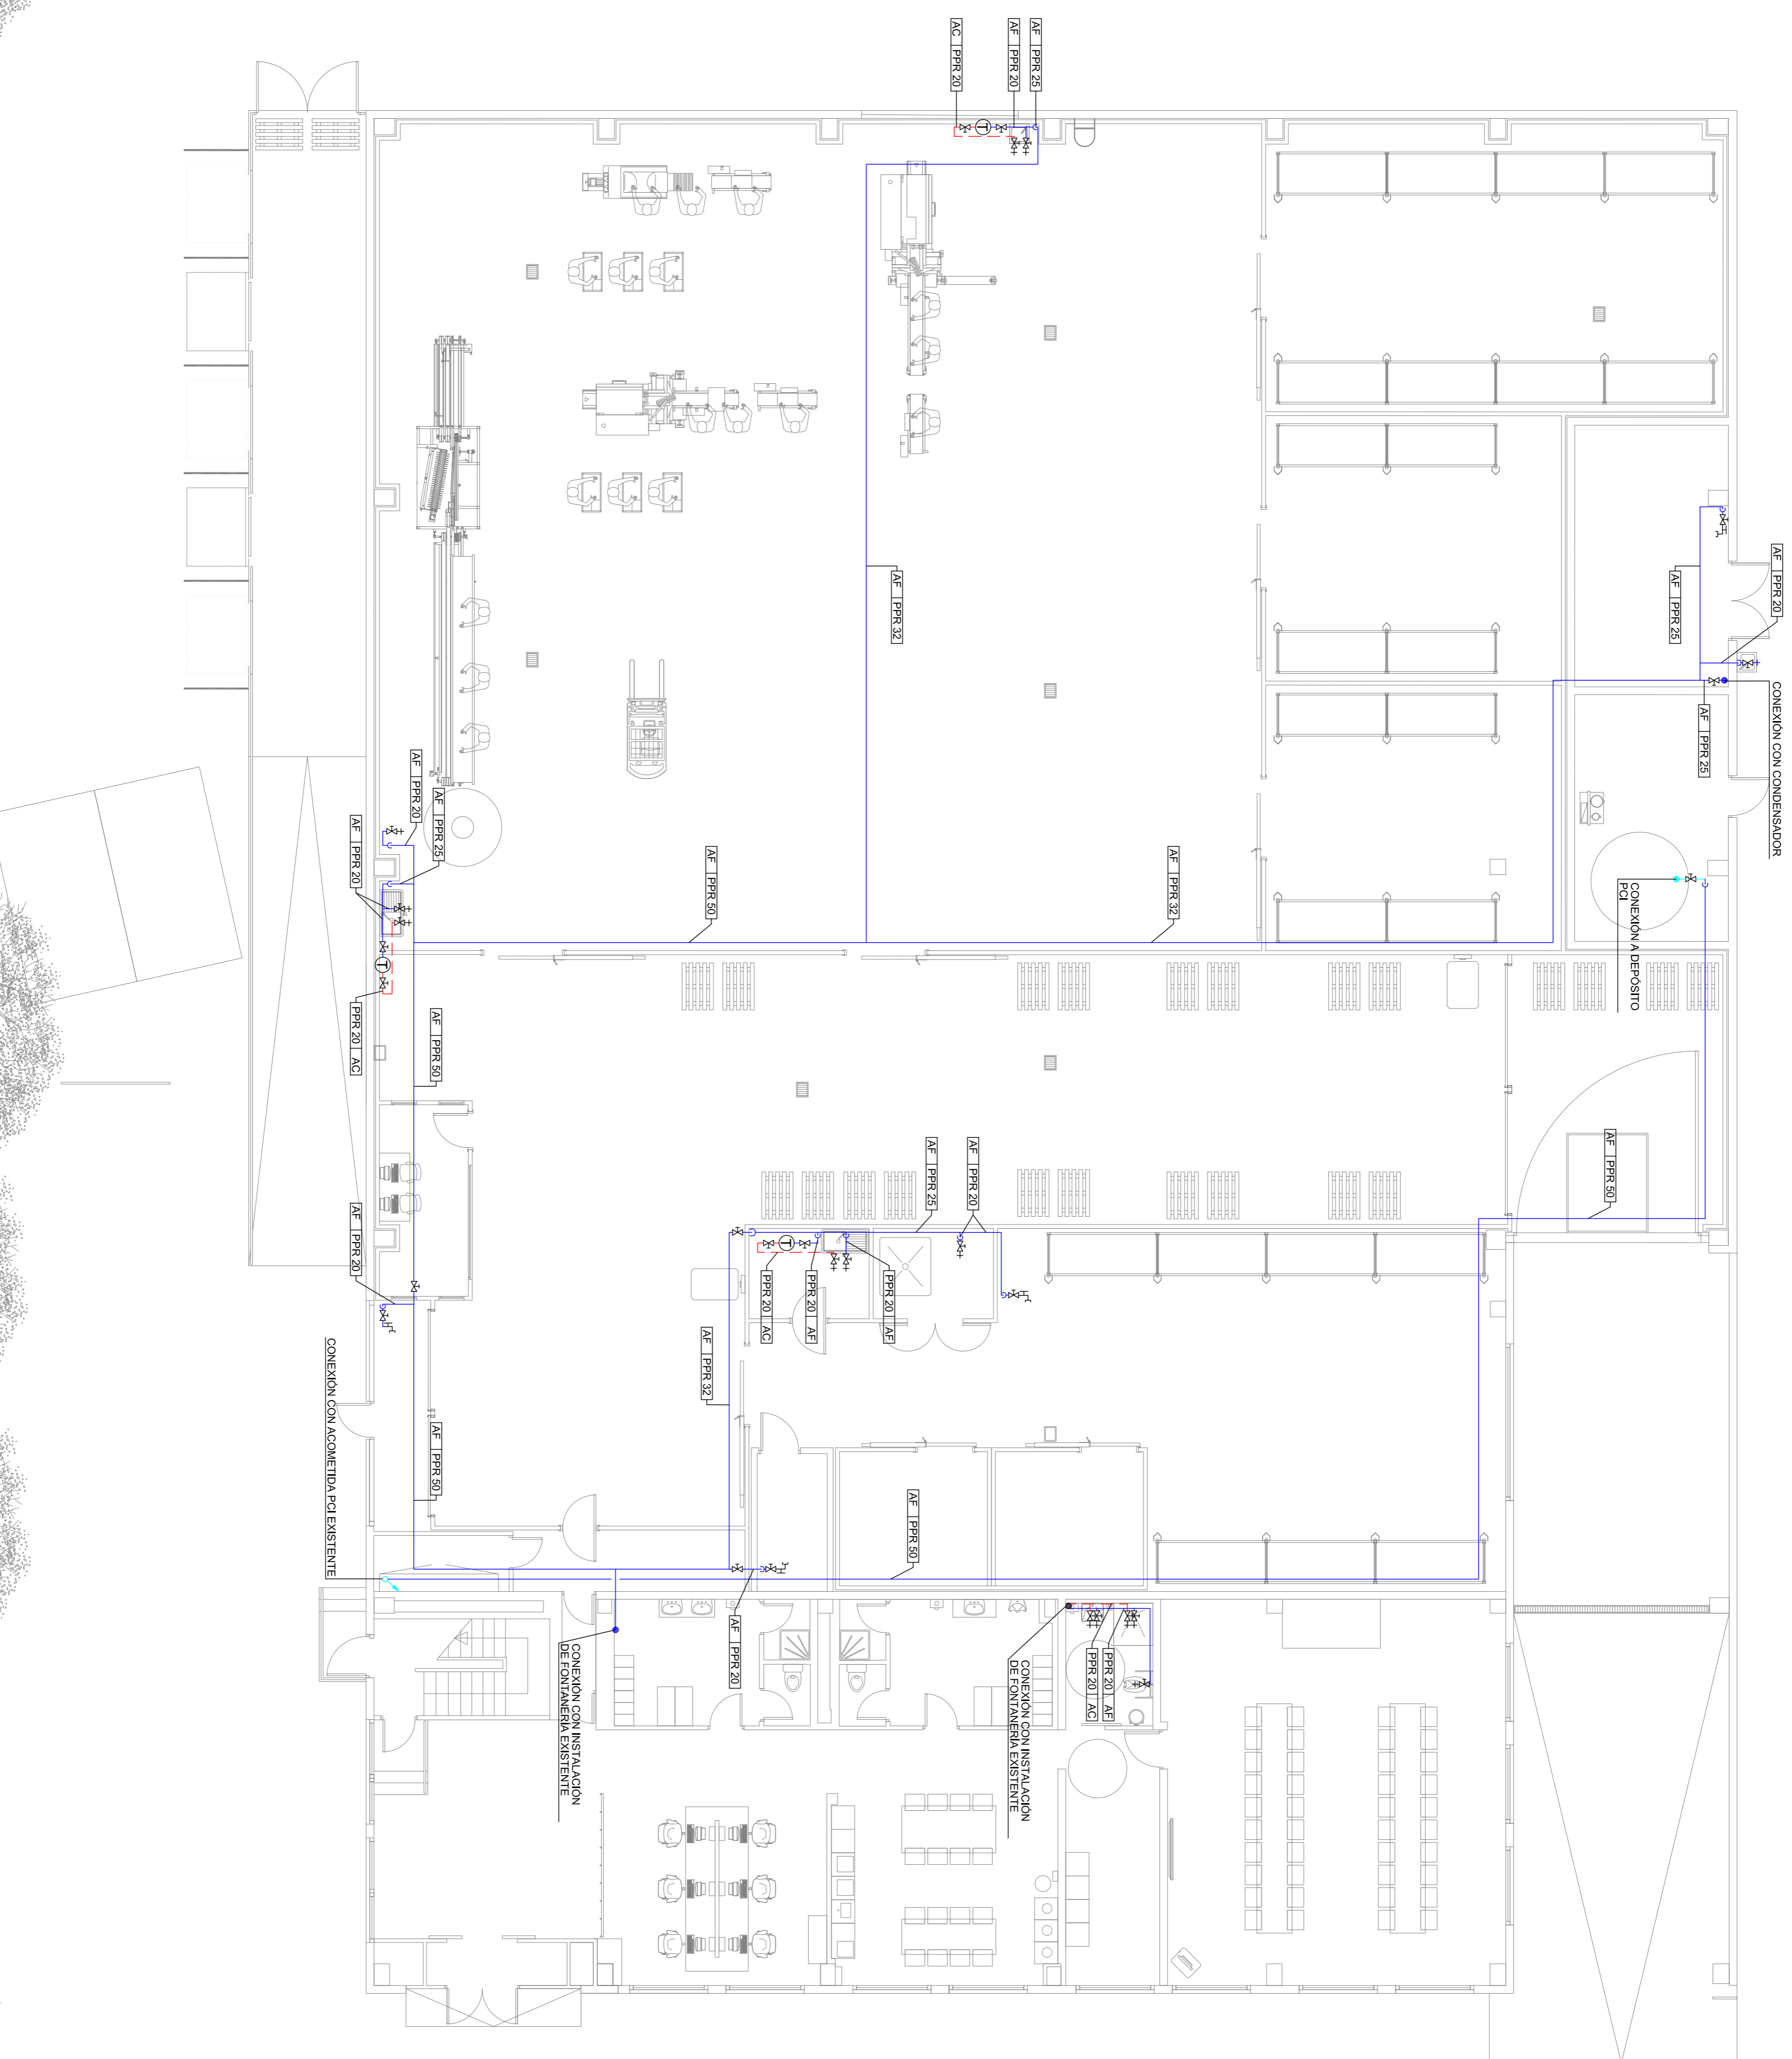 AC PPR 20
AF PPR 20
AF PPR 25
AF PPR 32
AF PPR 20
AF PPR 25
CONEXIÓN CON CONDENSADOR
AF PPR 25
CONEXIÓN A DEPÓSITO
PCI
AF PPR 20
AF PPR 25
AF PPR 20
AF PPR 50
AF PPR 32
T
T
PPR 20 AC
AF PPR 50
AF PPR 50
AF PPR 25
AF PPR 20
AF PPR 20
T
PPR 20 AC
PPR 20 AF
PPR 20 AF
AF PPR 32
CONEXIÓN CON ACOMETIDA PCI EXISTENTE
AF PPR 50
AF PPR 50
AF PPR 20
CONEXIÓN CON INSTALACIÓN
DE FONTANERÍA EXISTENTE
PPR 20 AF
PPR 20 AC
CONEXIÓN CON INSTALACIÓN
DE FONTANERÍA EXISTENTE